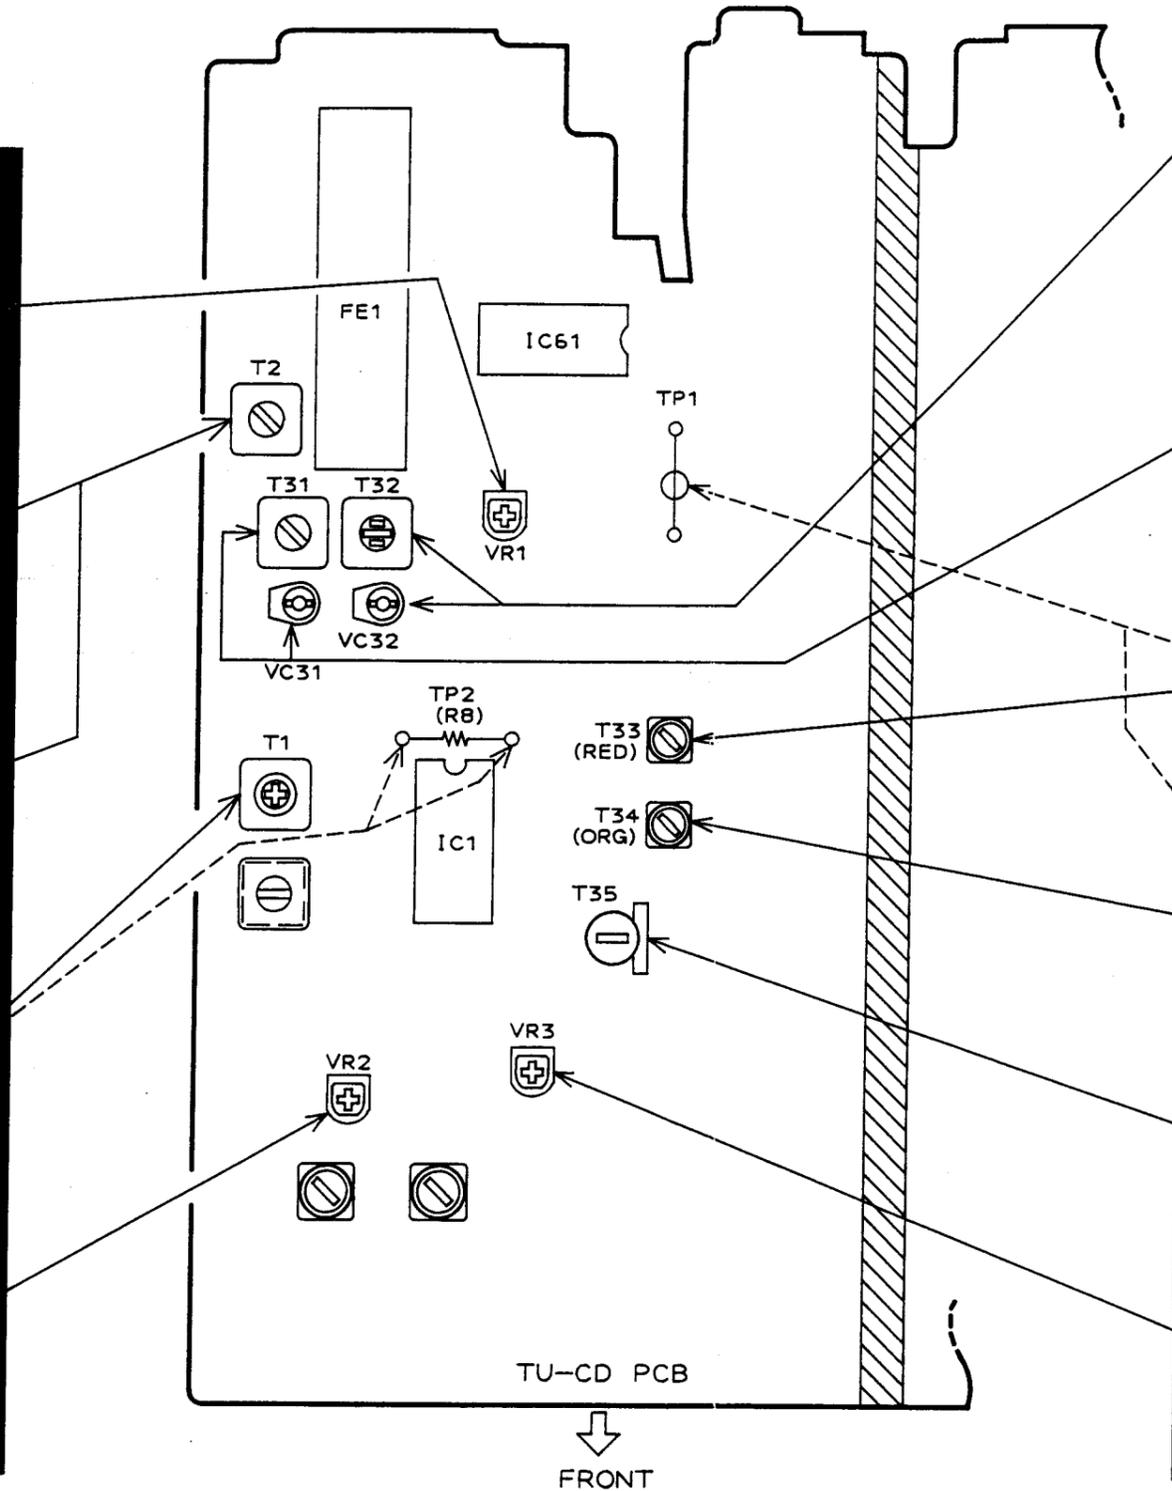 FE1
IC61
T2
TP1
T31
T32
VR1
VC32
VC31
TP2
(R8)
T33
(RED)
T1
T34
(ORG)
IC1
T35
VR3
VR2
TU-CD PCB
FRONT